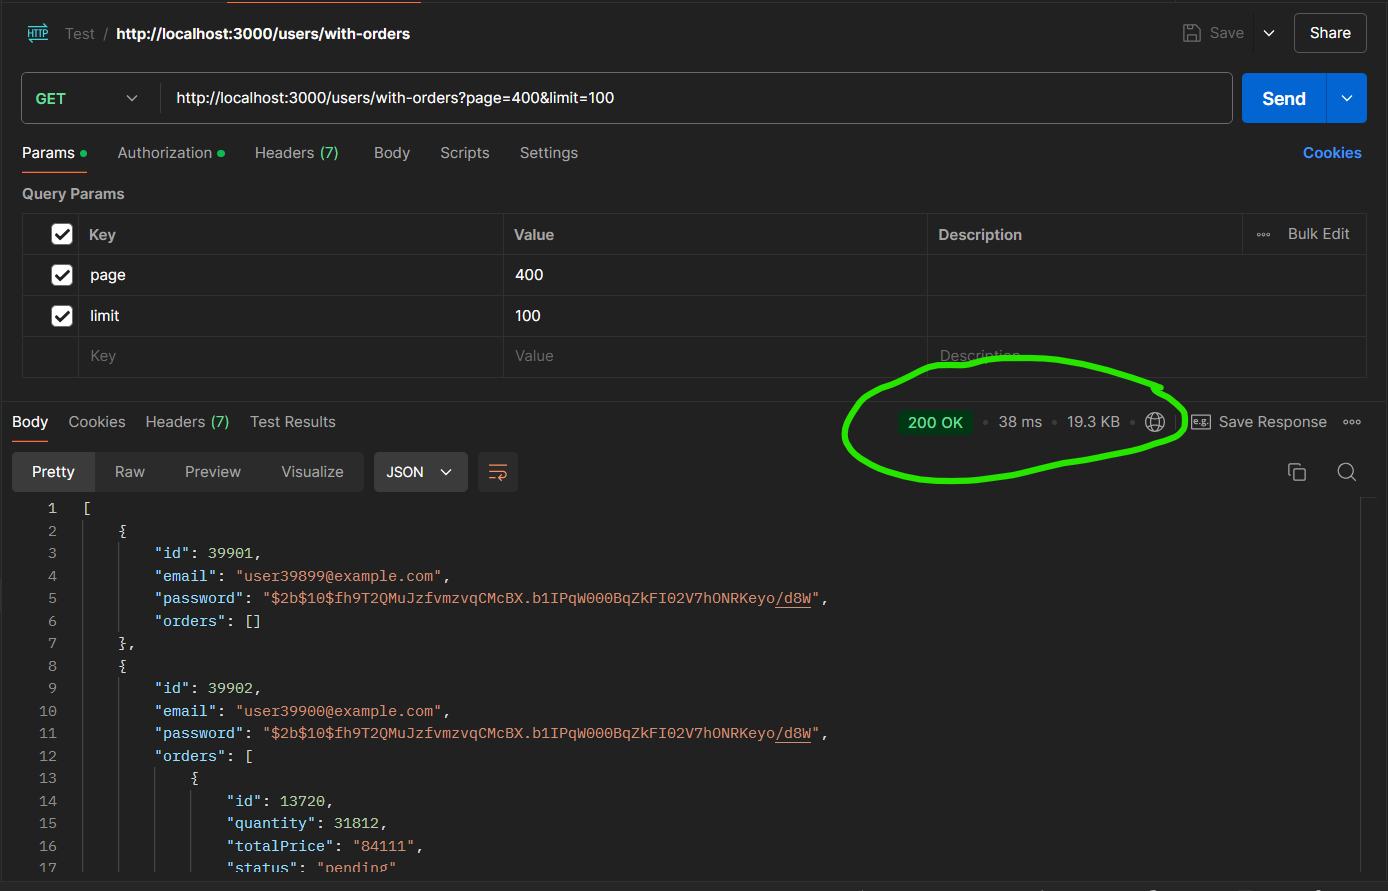 HTTP Test / http://localhost:3000/users/with-orders Save Share
GET http://localhost:3000/users/with-orders?page=400&limit=100 Send
Params Authorization Headers (7) Body Scripts Settings Cookies
Query Params
Key Value Description Bulk Edit
page 400
limit 100
Key Value Description
Body Cookies Headers (7) Test Results 200 OK 38 ms 19.3 KB e.g. Save Response
Pretty Raw Preview Visualize JSON
1 [
2 {
3 "id": 39901,
4 "email": "user39899@example.com",
5 "password": "$2b$10$fh9T2QMuJzfvmzvqCMcBX.b1IPqW000BqZkFI02V7hONRKeyo/d8W",
6 "orders": []
7 },
8 {
9 "id": 39902,
10 "email": "user39900@example.com",
11 "password": "$2b$10$fh9T2QMuJzfvmzvqCMcBX.b1IPqW000BqZkFI02V7hONRKeyo/d8W",
12 "orders": [
13 {
14 "id": 13720,
15 "quantity": 31812,
16 "totalPrice": "84111",
17 "status": "pending"